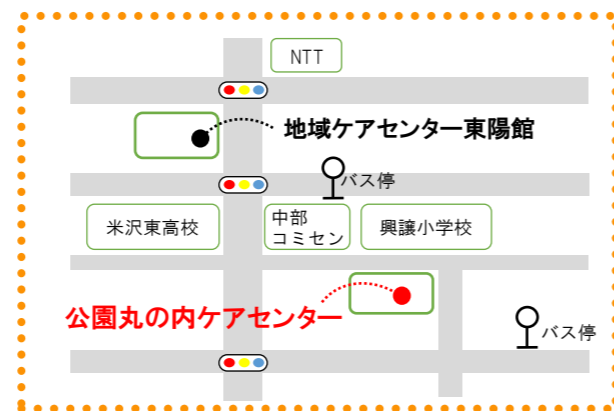 NTT
地域ケアセンター東陽館
バス停
米沢東高校
中部
コミセン
興譲小学校
公園丸の内ケアセンター
バス停